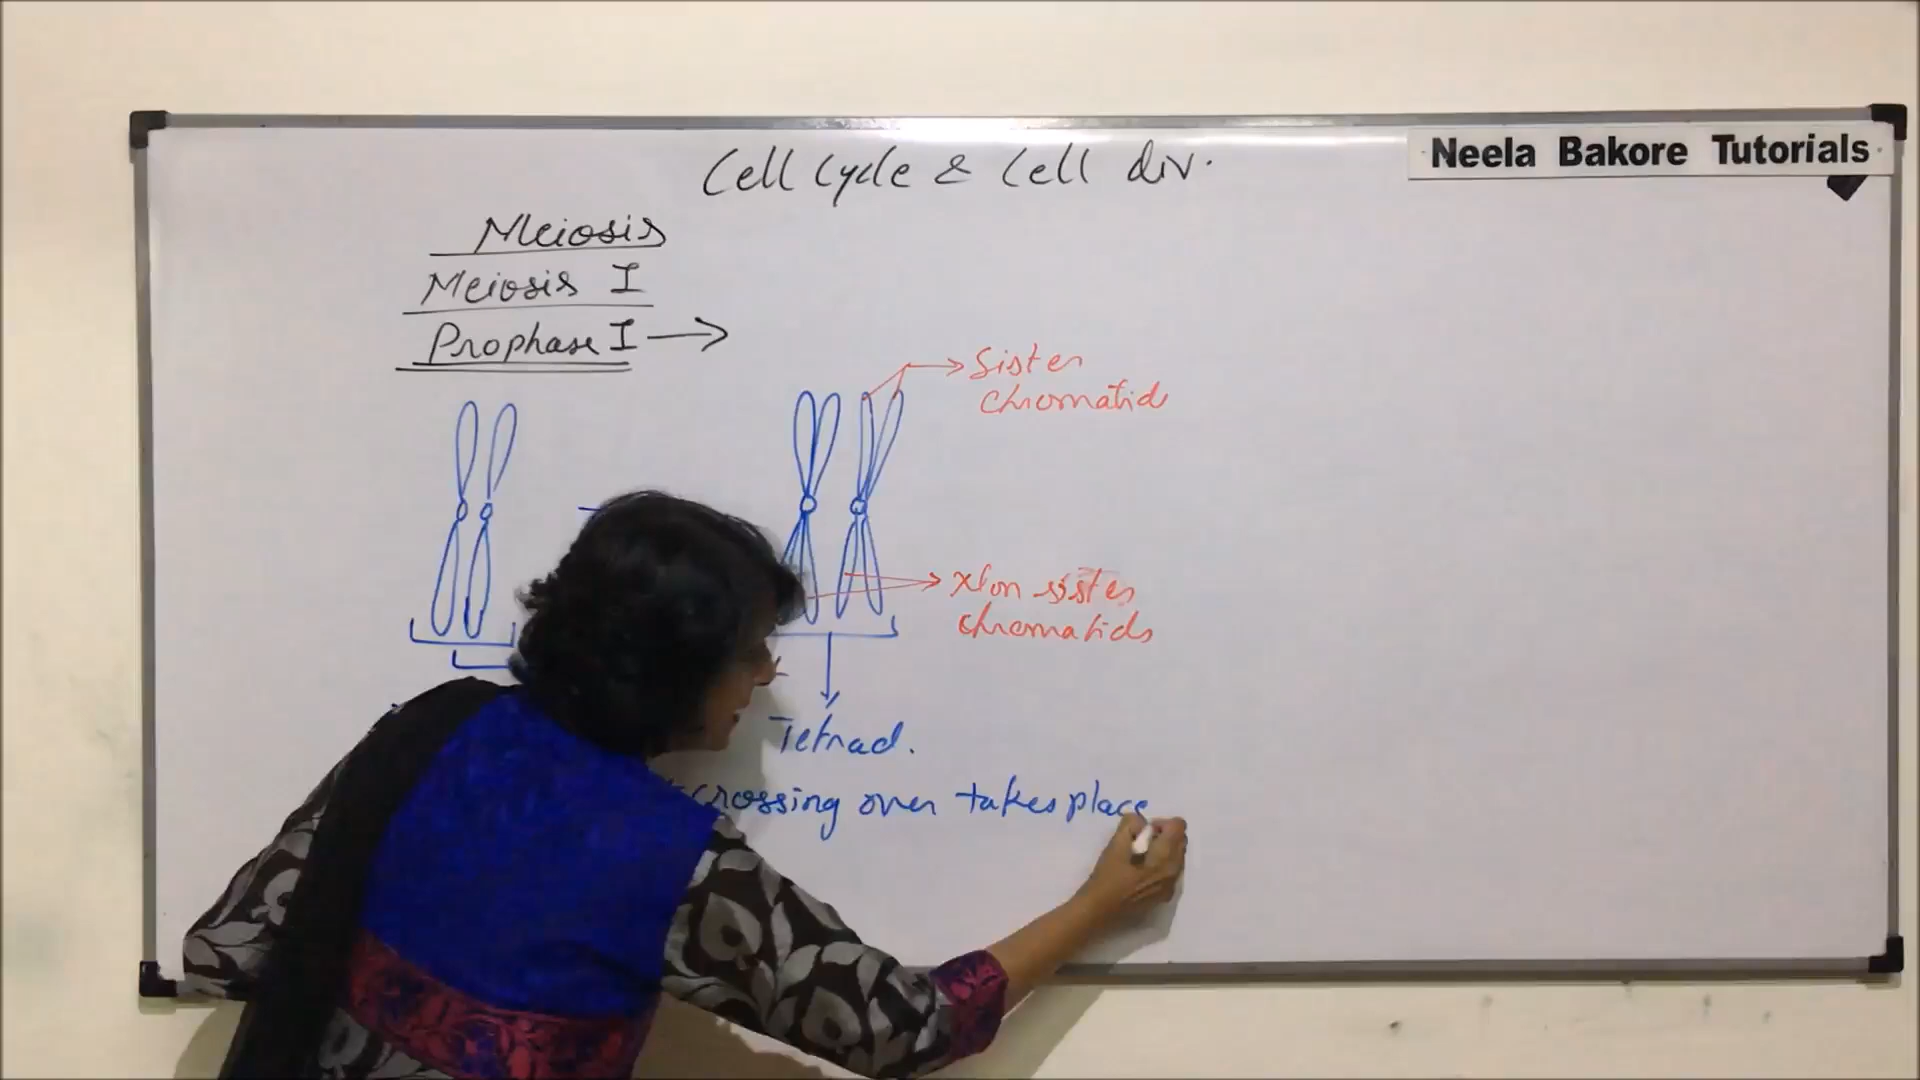 Neela Bakore Tutorials
Cell Cycle & Cell div.
Meiosis
Meiosis I
Prophase I →
Sister
chromatid
Non sister
chromatids
Tetrad.
crossing over takes place